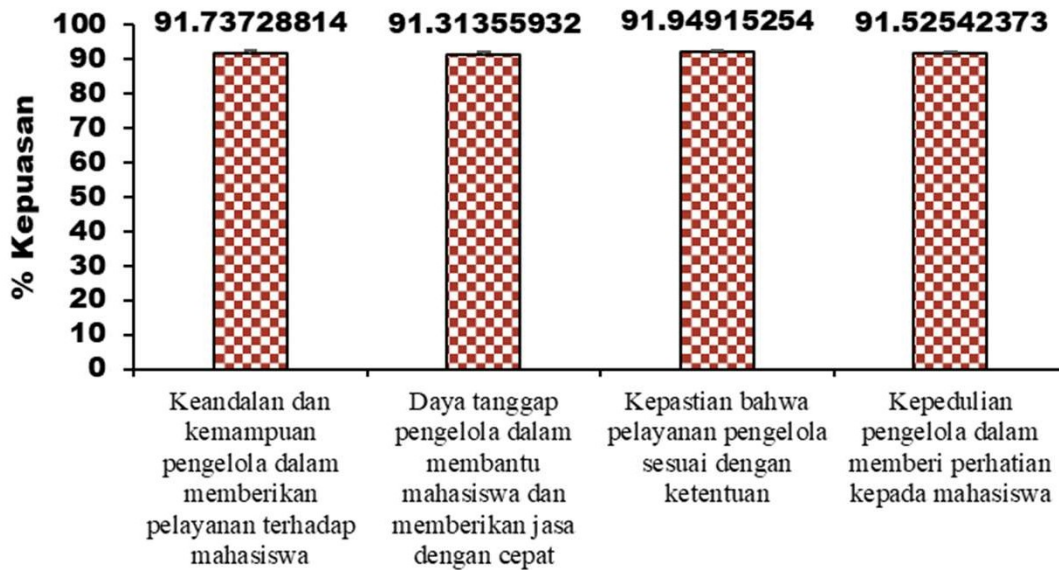 % Kepuasan
100
90
80
70
60
50
40
30
20
10
0
91.73728814
91.31355932
91.94915254
91.52542373
Keandalan dan
kemampuan
pengelola dalam
memberikan
pelayanan terhadap
mahasiswa
Daya tanggap
pengelola dalam
membantu
mahasiswa dan
memberikan jasa
dengan cepat
Kepastian bahwa
pelayanan pengelola
sesuai dengan
ketentuan
Kepedulian
pengelola dalam
memberi perhatian
kepada mahasiswa